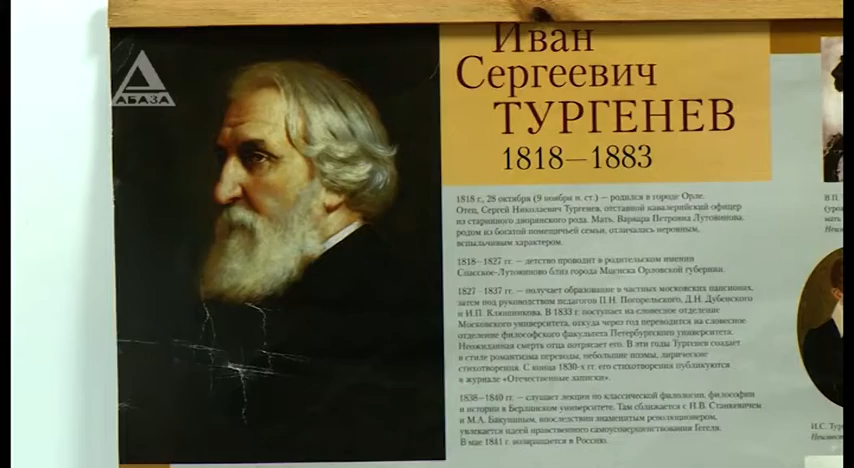 АБАЗА
Иван
Сергеевич
ТУРГЕНЕВ
1818–1883
1818 г., 28 октября (9 ноября н. ст.) – родился в городе Орле.
Отец, Сергей Николаевич Тургенев, отставной кавалерийский офицер
из старинного дворянского рода. Мать, Варвара Петровна Лутовинова,
родом из богатой помещичьей семьи, отличалась неровным,
вспыльчивым характером.
1818–1827 гг. – детство проводит в родительском имении
Спасское-Лутовиново близ города Мценска Орловской губернии.
1827–1837 гг. – получает образование в частных московских пансионах,
затем под руководством педагогов П.Н. Погорельского, Д.Н. Дубенского
и И.П. Клюшникова. В 1833 г. поступает на словесное отделение
Московского университета, откуда через год переводится на словесное
отделение философского факультета Петербургского университета.
Неожиданная смерть отца потрясает его. В эти годы Тургенев создает
в стиле романтизма переводы, небольшие поэмы, лирические
стихотворения. С конца 1830-х гг. его стихотворения публикуются
в журнале «Отечественные записки».
1838–1840 гг. – слушает лекции по классической филологии, философии
и истории в Берлинском университете. Там сближается с Н.В. Станкевичем
и М.А. Бакуниным, впоследствии знаменитым революционером,
увлекается идеей нравственного самоусовершенствования Гегеля.
В мае 1841 г. возвращается в Россию.
В.П.
(уро
мать
Неизв
И.С. Тур
Неизвест